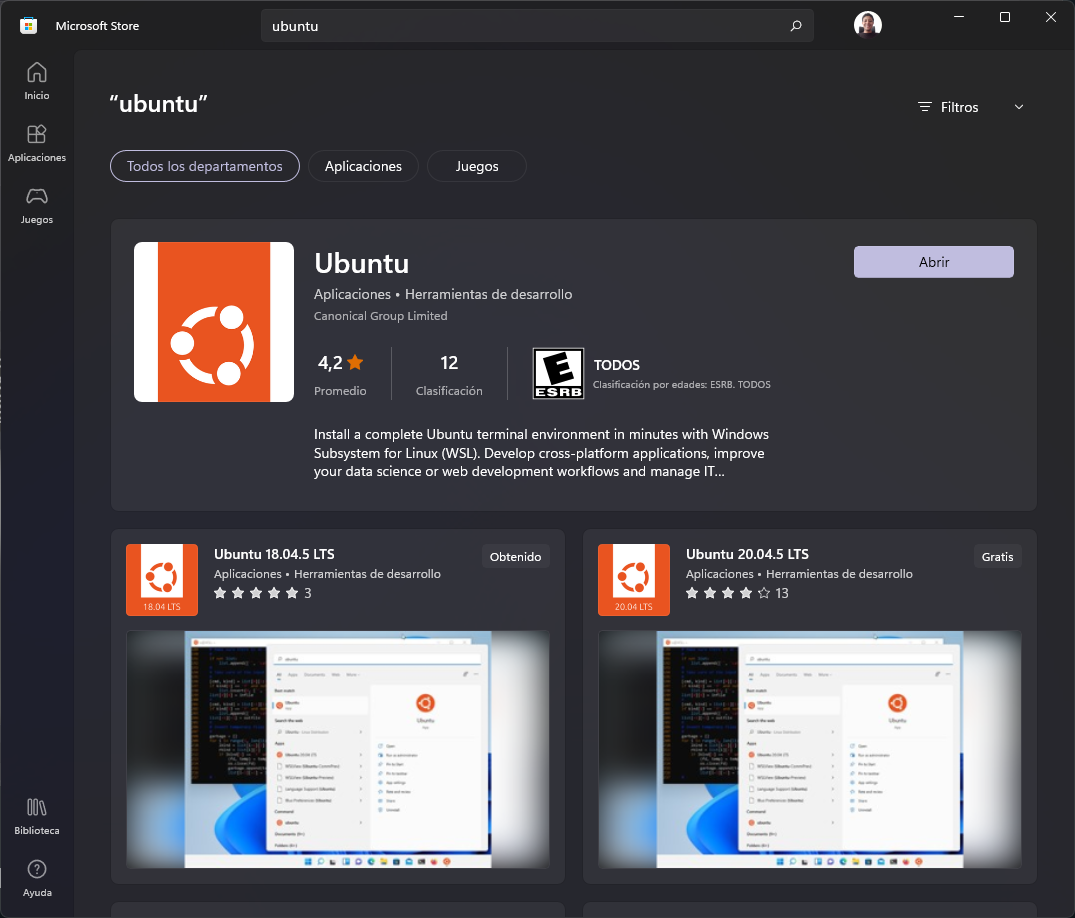 Microsoft Store
ubuntu
Inicio
Aplicaciones
Juegos
“ubuntu”
Filtros
Todos los departamentos
Aplicaciones
Juegos
Ubuntu
Abrir
Aplicaciones • Herramientas de desarrollo
Canonical Group Limited
4,2
12
E
ESRB
TODOS
Promedio
Clasificación
Clasificación por edades: ESRB. TODOS
Install a complete Ubuntu terminal environment in minutes with Windows
Subsystem for Linux (WSL). Develop cross-platform applications, improve
your data science or web development workflows and manage IT...
18.04 LTS
Ubuntu 18.04.5 LTS
Obtenido
Aplicaciones • Herramientas de desarrollo
3
20.04 LTS
Ubuntu 20.04.5 LTS
Gratis
Aplicaciones • Herramientas de desarrollo
13
Biblioteca
Ayuda